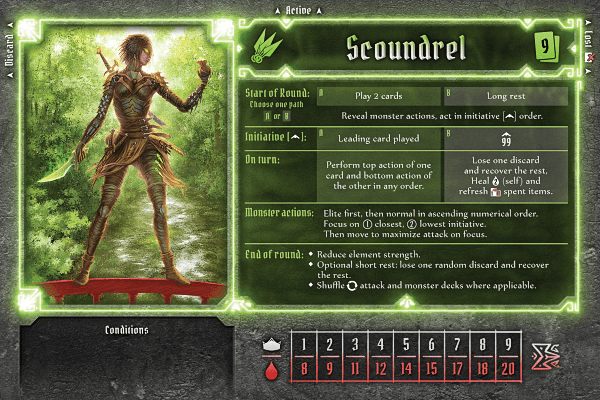 Active
Discard
Lost
Scoundrel
9
Start of Round:
Choose one path
A or B
A Play 2 cards
B Long rest
Reveal monster actions, act in initiative [ ] order.
Initiative [ ]:
A Leading card played
B 99
On turn:
Perform top action of one
card and bottom action of
the other in any order.
Lose one discard
and recover the rest.
Heal 2 (self) and
refresh spent items.
Monster actions:
Elite first, then normal in ascending numerical order.
Focus on 1 closest, 2 lowest initiative.
Then move to maximize attack on focus.
End of round:
◆ Reduce element strength.
◆ Optional short rest: lose one random discard and recover
the rest.
◆ Shuffle attack and monster decks where applicable.
Conditions
1 2 3 4 5 6 7 8 9
8 9 11 12 14 15 17 18 20